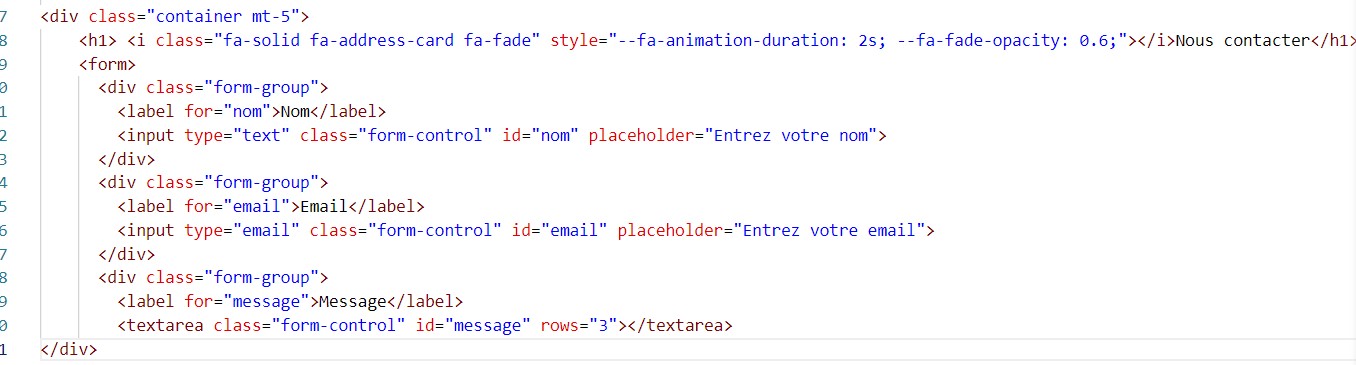 7 <div class="container mt-5">
8 <h1> <i class="fa-solid fa-address-card fa-fade" style="--fa-animation-duration: 2s; --fa-fade-opacity: 0.6;"></i>Nous contacter</h1>
9 <form>
0 <div class="form-group">
1 <label for="nom">Nom</label>
2 <input type="text" class="form-control" id="nom" placeholder="Entrez votre nom">
3 </div>
4 <div class="form-group">
5 <label for="email">Email</label>
6 <input type="email" class="form-control" id="email" placeholder="Entrez votre email">
7 </div>
8 <div class="form-group">
9 <label for="message">Message</label>
0 <textarea class="form-control" id="message" rows="3"></textarea>
1 </div>